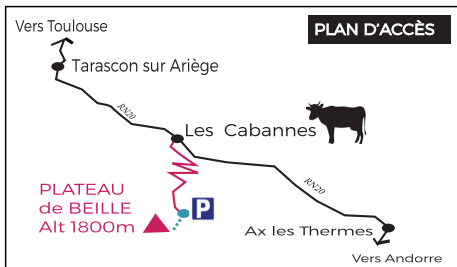 Vers Toulouse
PLAN D'ACCÈS
Tarascon sur Ariège
RN20
Les Cabannes
PLATEAU
de BEILLE
Alt 1800m
P
RN20
Ax les Thermes
Vers Andorre